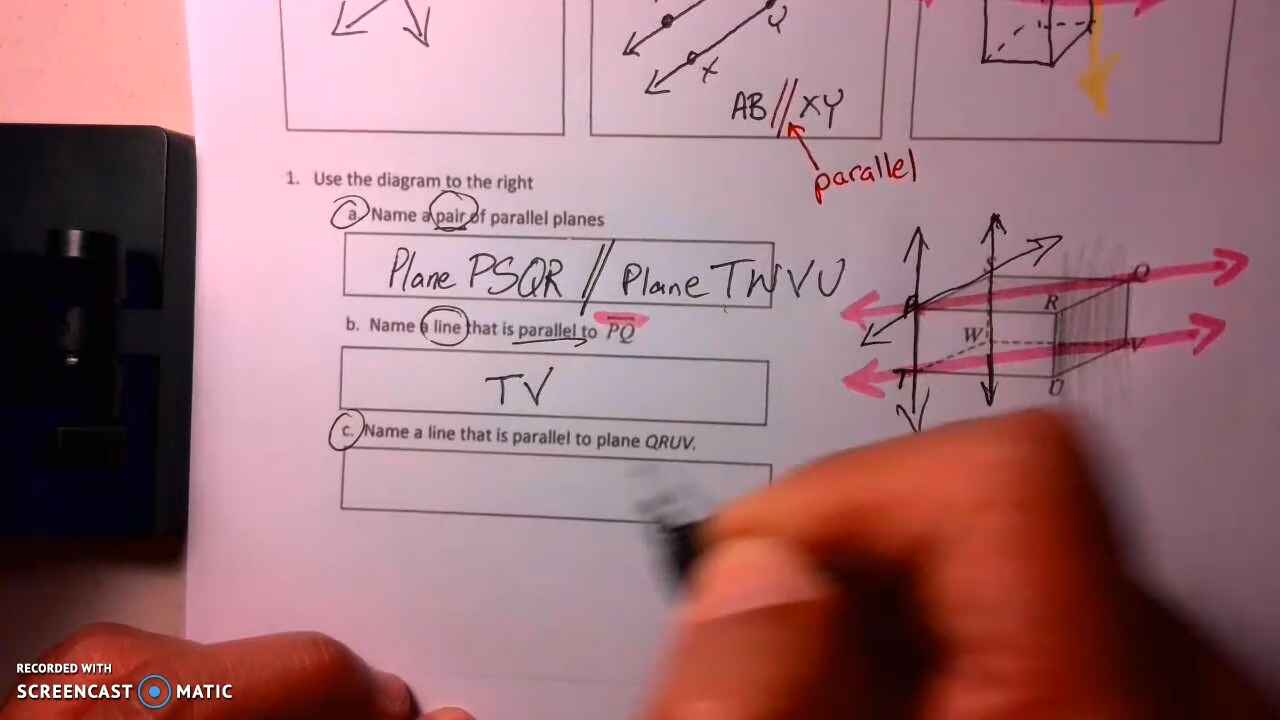 Y
X
AB // XY
parallel
1. Use the diagram to the right
a. Name a pair of parallel planes
Plane PSQR // Plane TWVU
b. Name a line that is parallel to PQ
TV
c. Name a line that is parallel to plane QRUV.
Q
R
W
V
T
U
RECORDED WITH
SCREENCAST MATIC